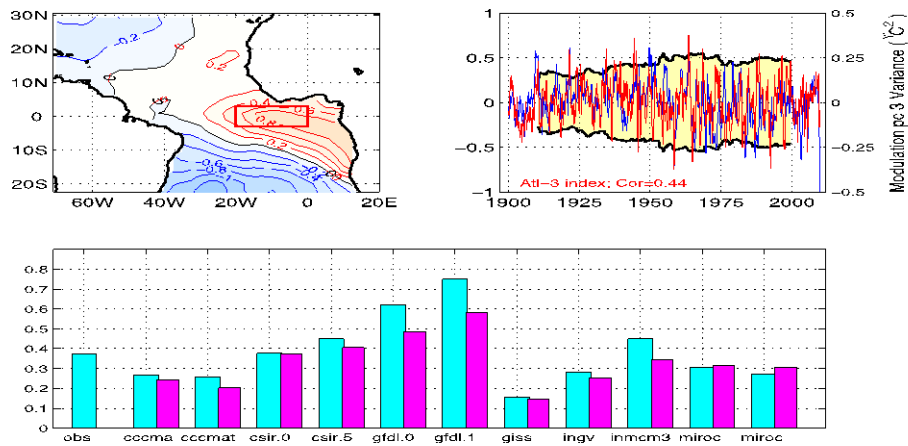 30N
20N
10N
0
10S
20S
60W
40W
20W
0
20E
−0.2
0.2
−0.4
0.8
0.2
−0.6
−0.8
−1
1
0.5
0
−0.5
−1
0.5
0.25
0
−0.25
−0.5
Modulation pc 3 Variance (°C²)
Atl−3 index; Cor=0.44
1900
1925
1950
1975
2000
0.8
0.7
0.6
0.5
0.4
0.3
0.2
0.1
0
obs cccma cccmat csir.0 csir.5 gfdl.0 gfdl.1 giss ingv inmcm3 miroc miroc